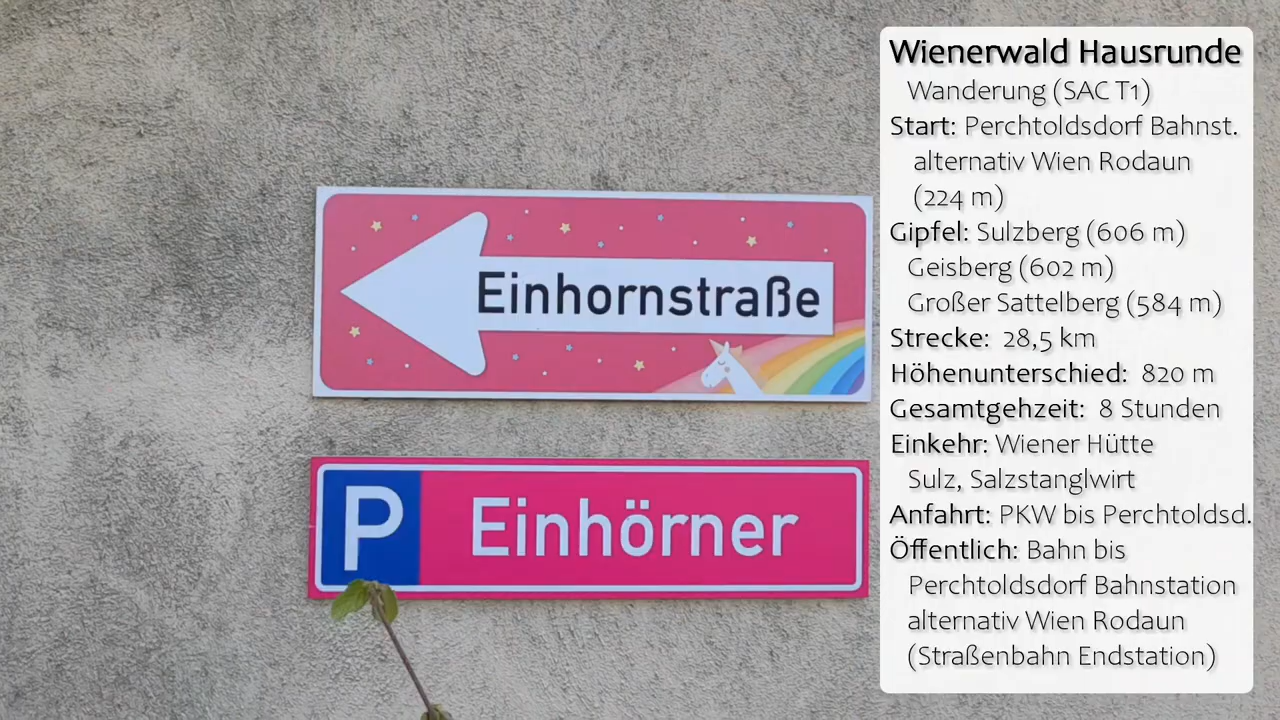 Einhornstraße
P Einhörner
Wienerwald Hausrunde
Wanderung (SAC T1)
Start: Perchtoldsdorf Bahnst.
alternativ Wien Rodaun
(224 m)
Gipfel: Sulzberg (606 m)
Geisberg (602 m)
Großer Sattelberg (584 m)
Strecke: 28,5 km
Höhenunterschied: 820 m
Gesamtgehzeit: 8 Stunden
Einkehr: Wiener Hütte
Sulz, Salzstanglwirt
Anfahrt: PKW bis Perchtoldsd.
Öffentlich: Bahn bis
Perchtoldsdorf Bahnstation
alternativ Wien Rodaun
(Straßenbahn Endstation)